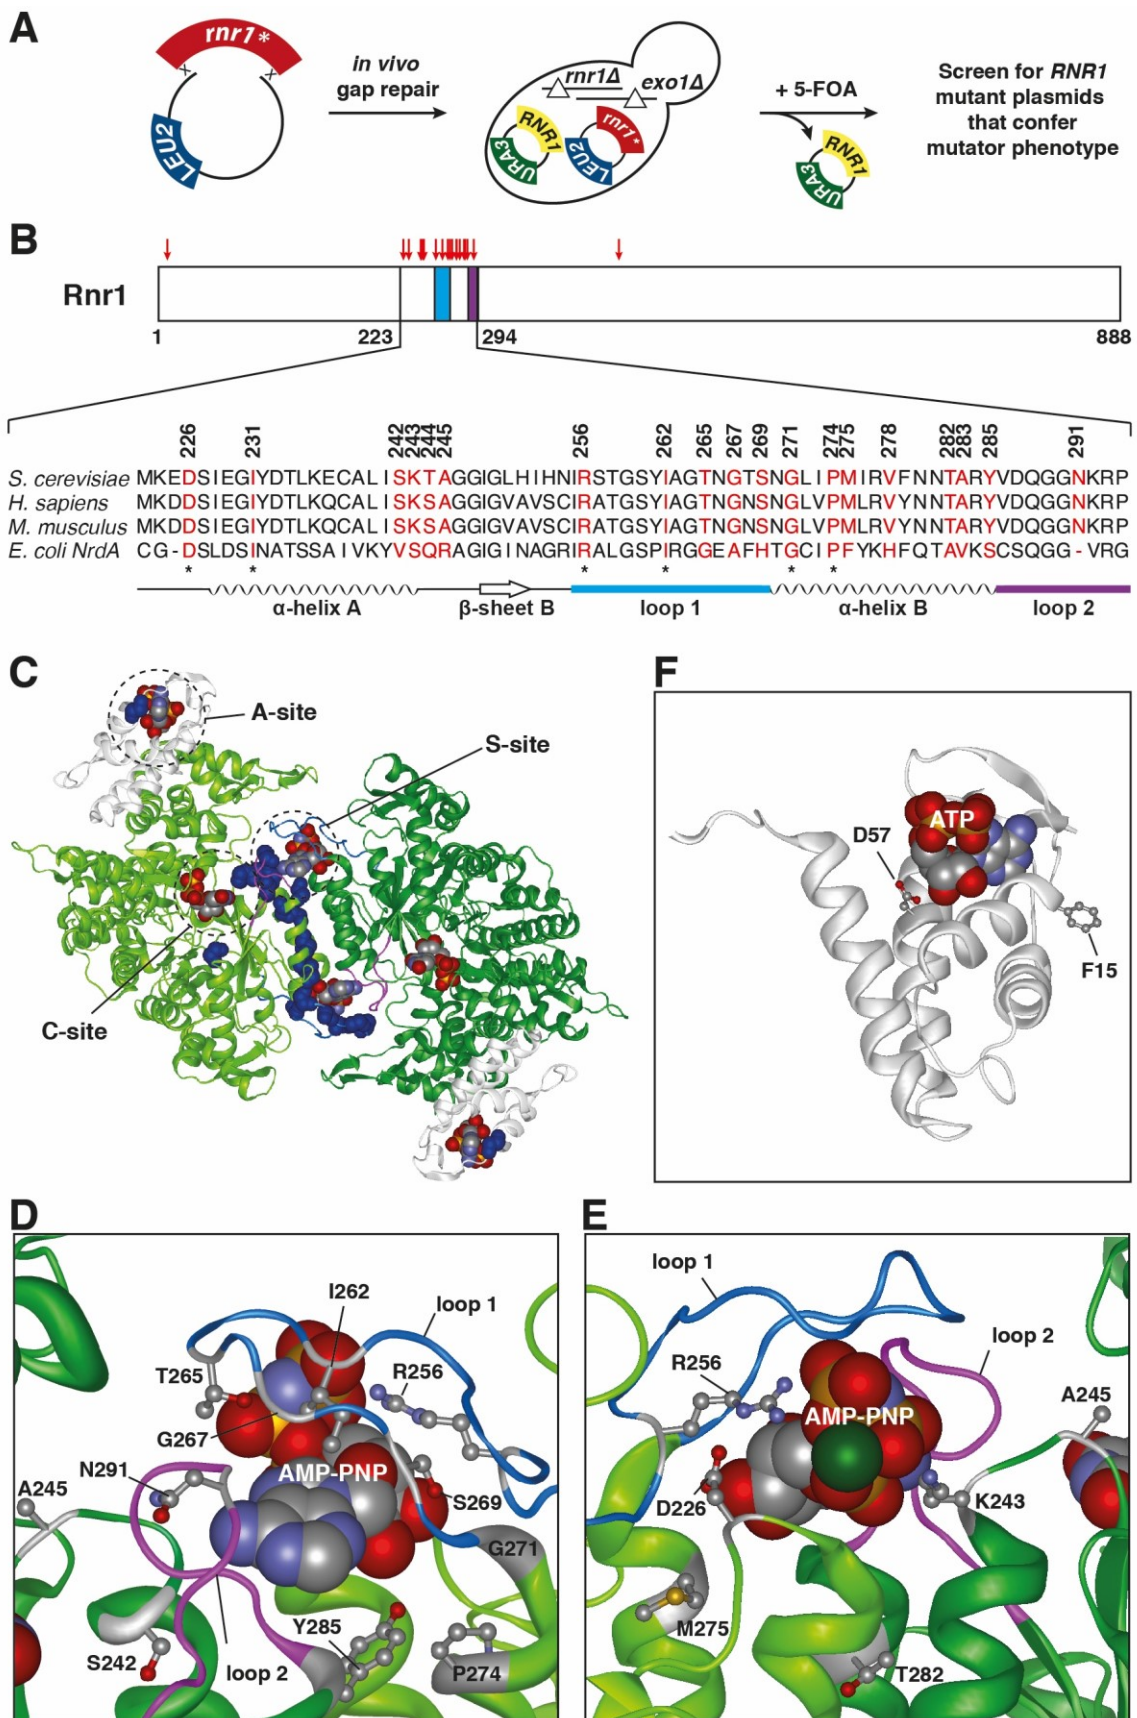 A
rnr1*
LEU2
in vivo
gap repair
rnr1Δ
exo1Δ
RNR1
URA3
rnr1*
LEU2
+ 5-FOA
RNR1
URA3
Screen for RNR1
mutant plasmids
that confer
mutator phenotype
B
Rnr1
1
223
294
888
226 231 242 243 244 245 256 262 265 267 269 271 274 275 278 282 283 285 291
S. cerevisiae MKEDSIEGIYDTLKECALISKTAGGIGLHIHNIRSTGSYIAGTNGTSNGLIPMIRVFNNTARYVDQGGNKRP
H. sapiens MKDDSIEGIYDTLKQCALISKSAGGIGVAVSCIRATGSYIAGTNGNSNGLVPMLRVYNNTARYVDQGGNKRP
M. musculus MKDDSIEGIYDTLKQCALISKSAGGIGVAVSCIRATGSYIAGTNGNSNGLVPMLRVYNNTARYVDQGGNKRP
E. coli NrdA CG-DSLDSINATSSAIVKYVSQRAGIGINAGRIRALGSPIRGGEAFHTGCIPFYKHFQTAVKSCSQGG-VRG
* * * * * *
α-helix A
β-sheet B
loop 1
α-helix B
loop 2
C
A-site
S-site
C-site
F
ATP
D57
F15
D
I262
loop 1
T265
R256
G267
AMP-PNP
N291
A245
S269
G271
Y285
S242
loop 2
P274
E
loop 1
loop 2
R256
A245
AMP-PNP
D226
K243
M275
T282